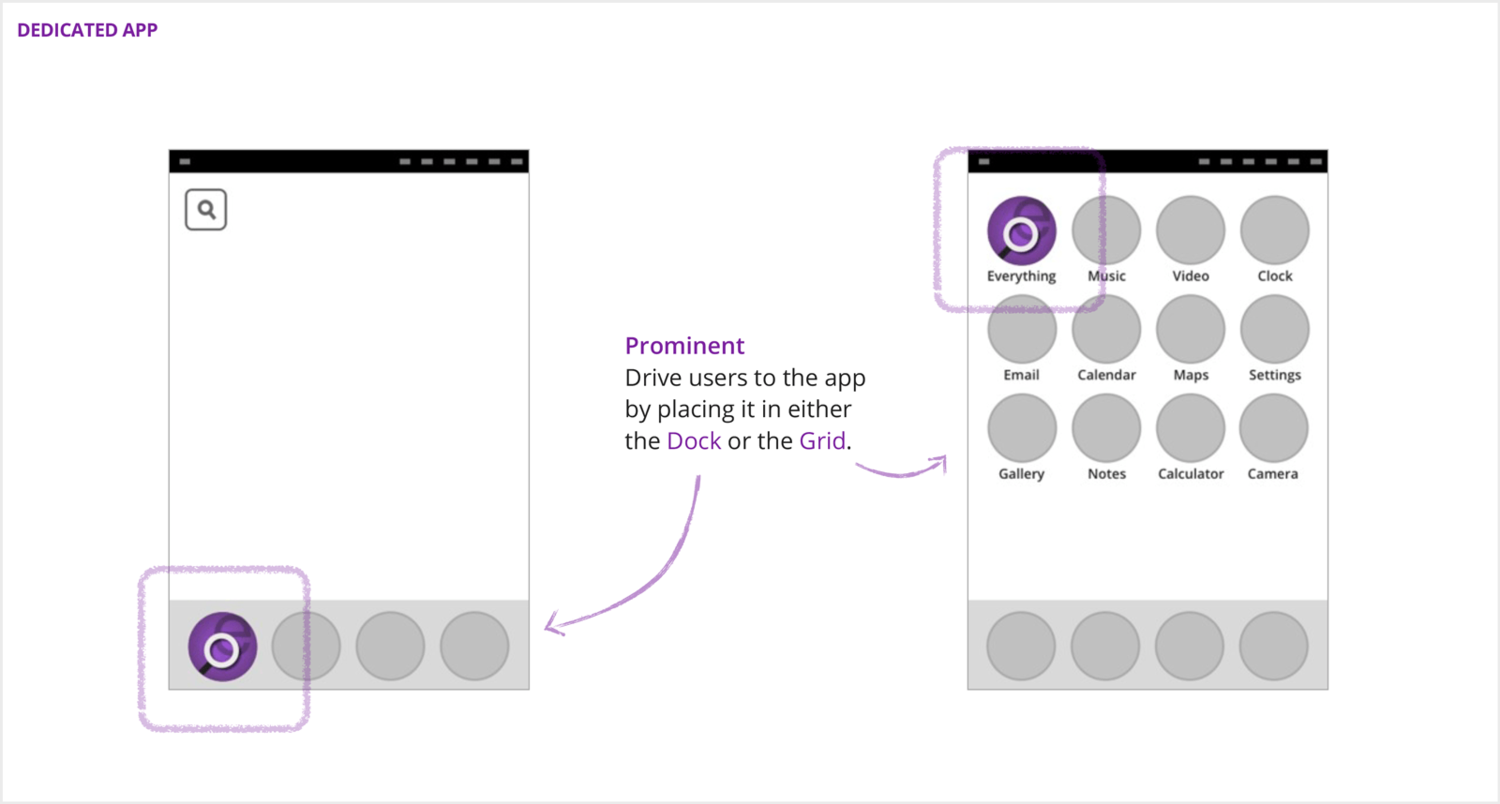 DEDICATED APP
Prominent
Drive users to the app
by placing it in either
the Dock or the Grid.
Everything Music Video Clock
Email Calendar Maps Settings
Gallery Notes Calculator Camera